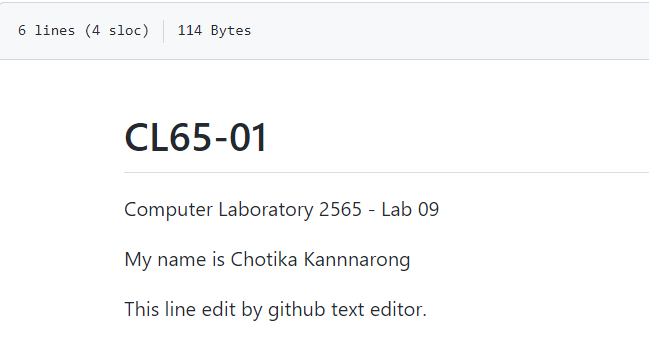 6 lines (4 sloc) 114 Bytes
CL65-01
Computer Laboratory 2565 - Lab 09
My name is Chotika Kannnarong
This line edit by github text editor.